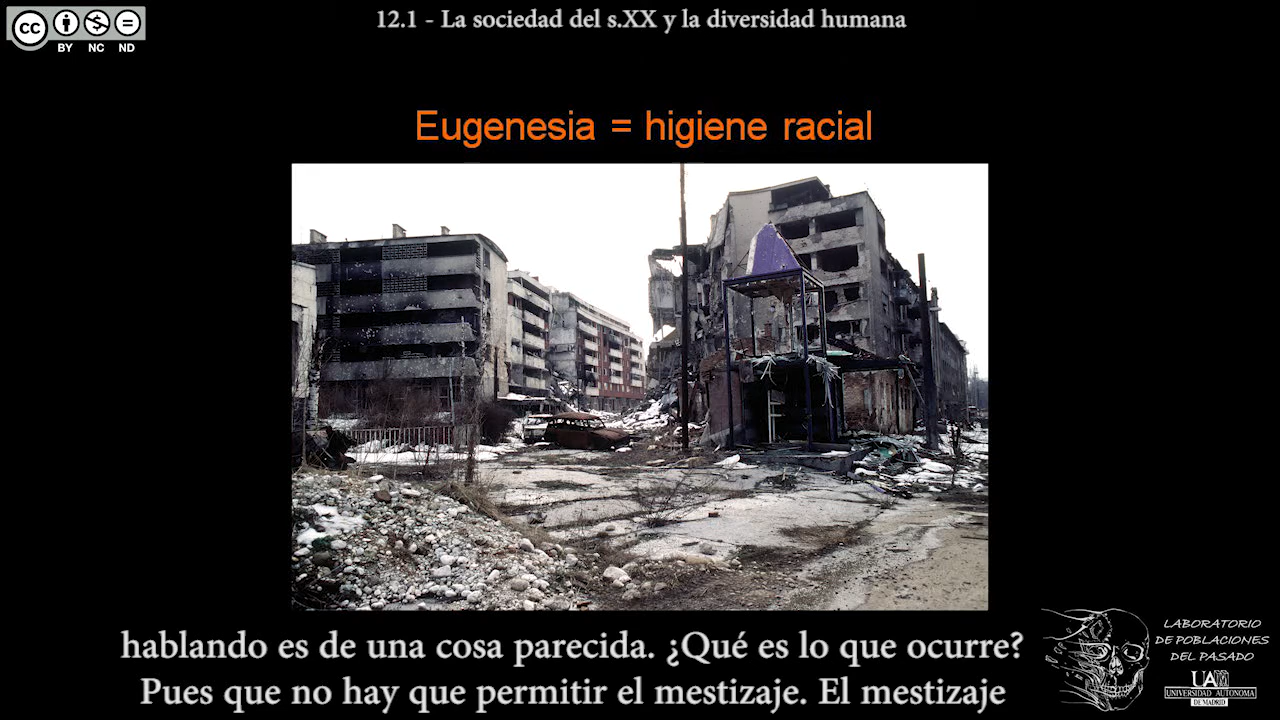 12.1 - La sociedad del s.XX y la diversidad humana
cc
BY NC ND
Eugenesia = higiene racial
hablando es de una cosa parecida. ¿Qué es lo que ocurre?
Pues que no hay que permitir el mestizaje. El mestizaje
LABORATORIO
DE POBLACIONES
DEL PASADO
UAM
UNIVERSIDAD AUTONOMA
DE MADRID